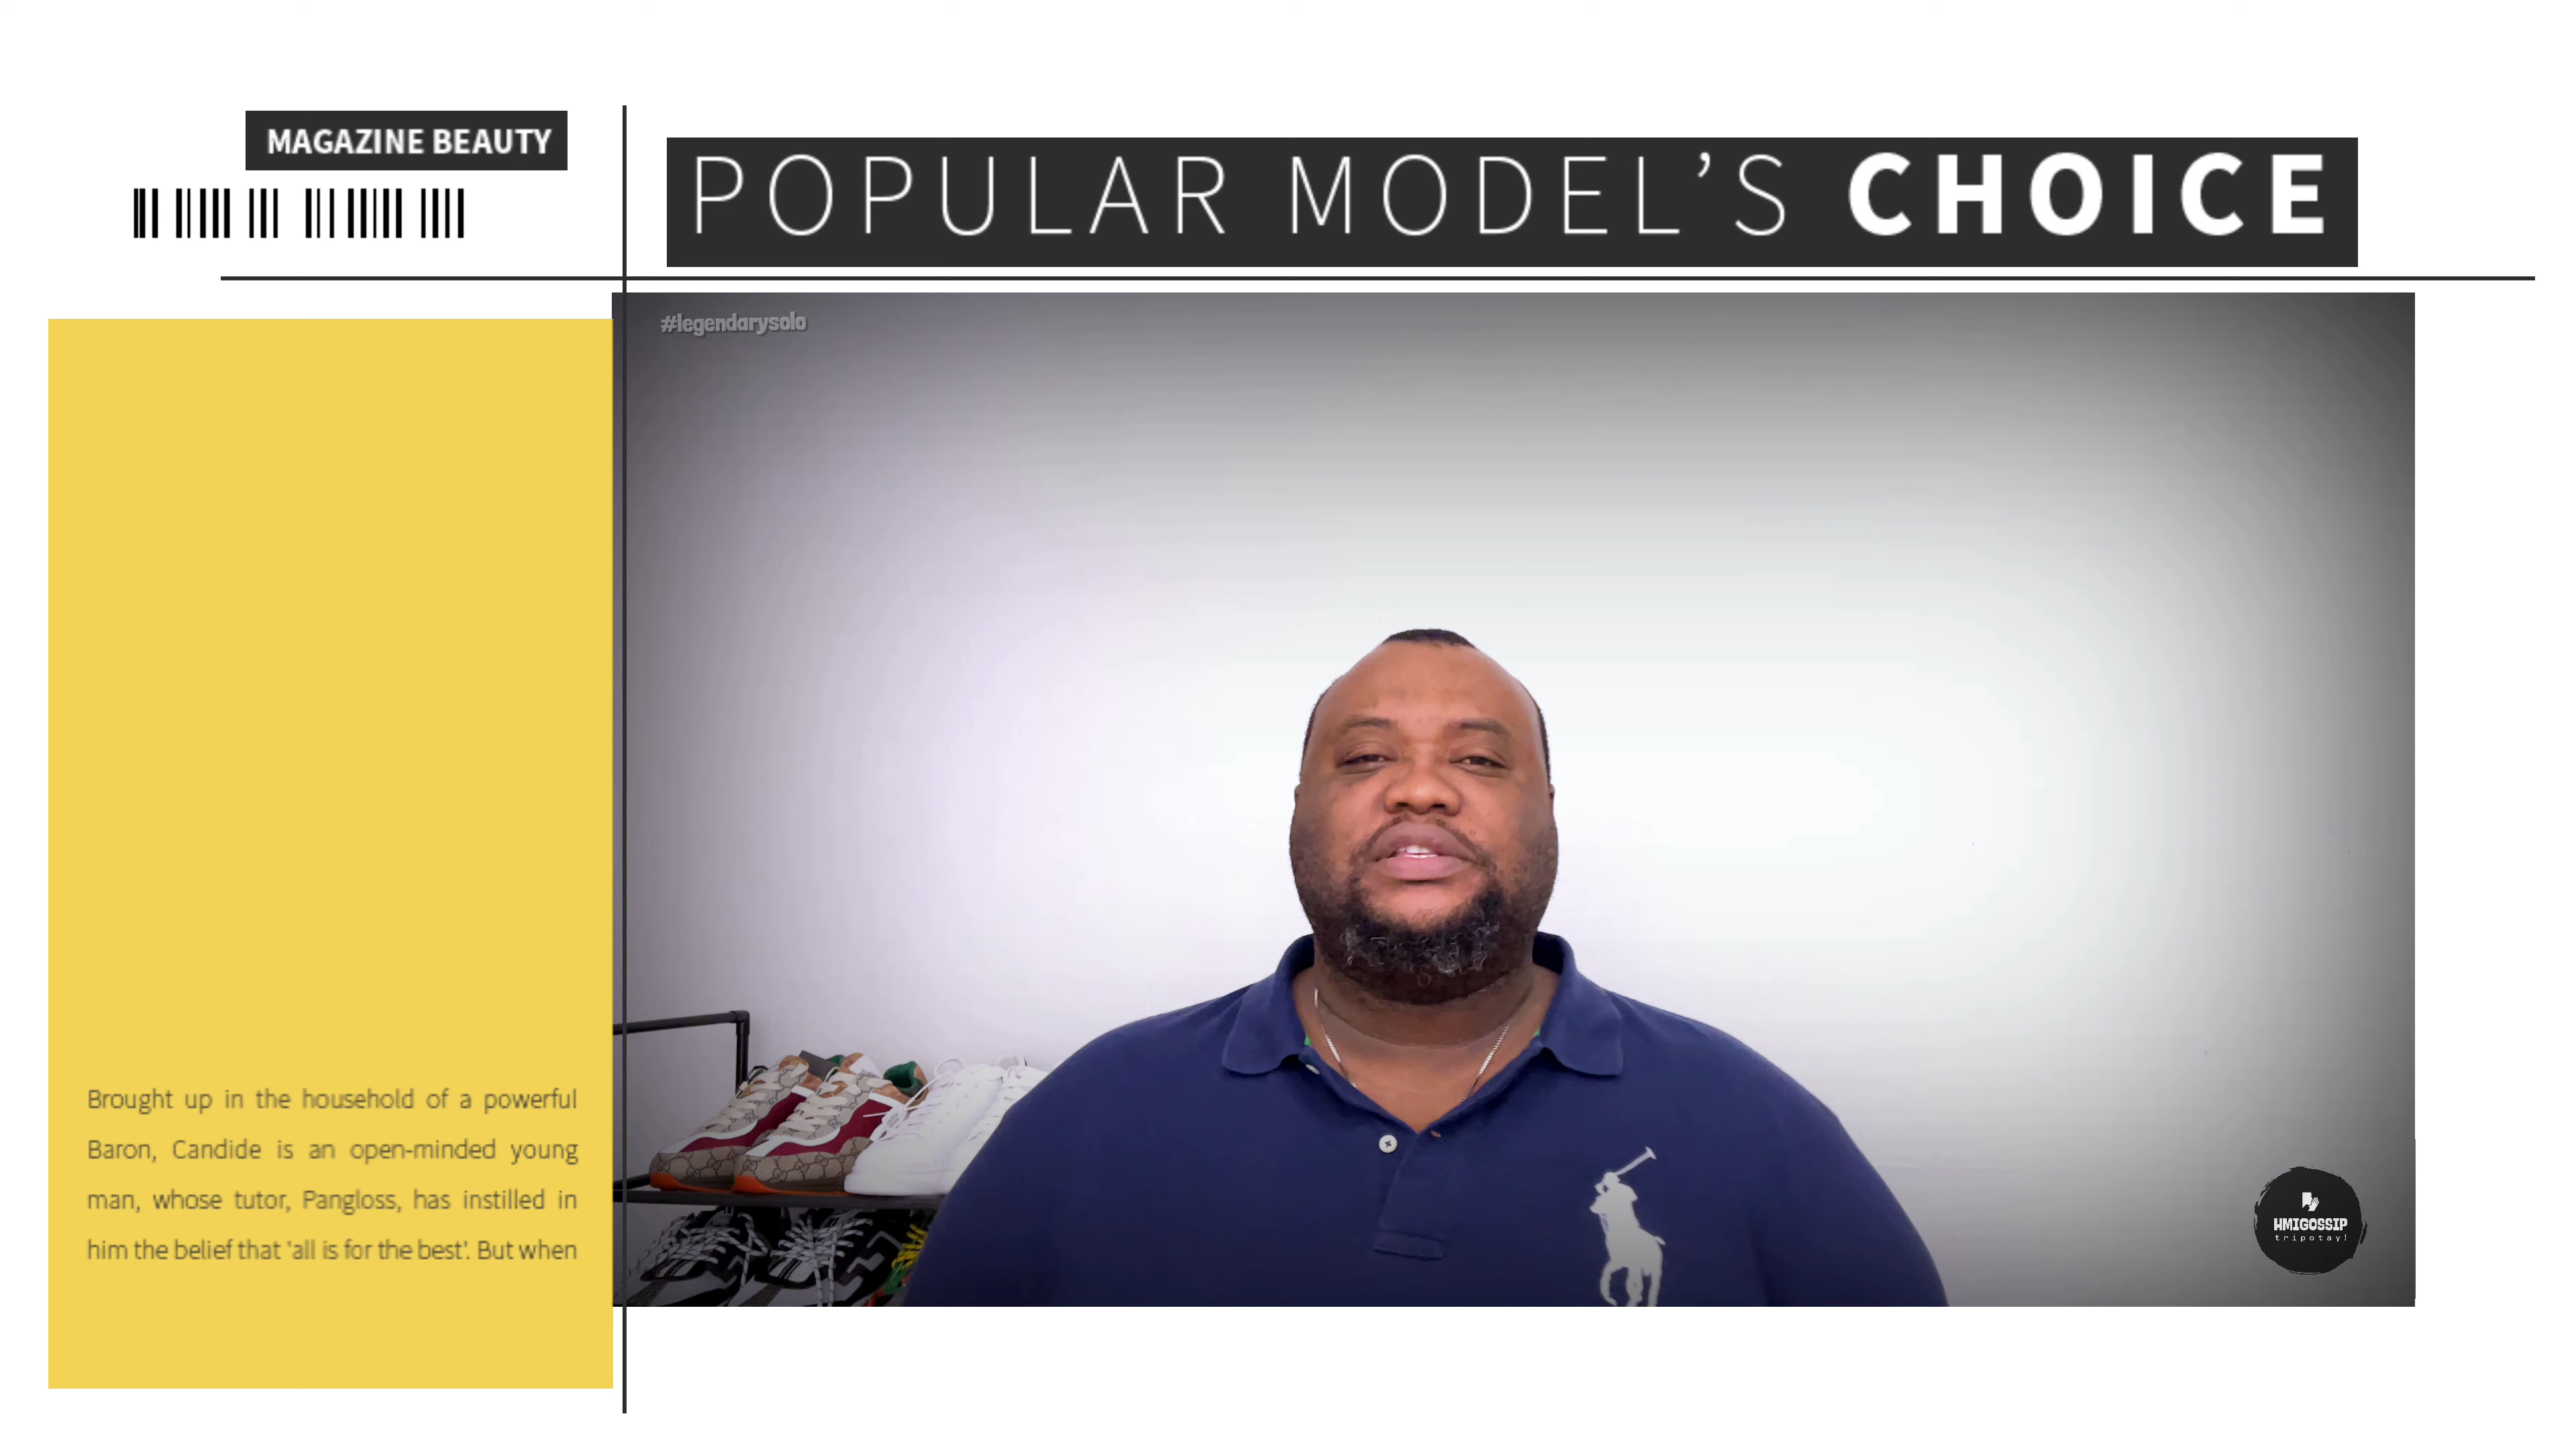 MAGAZINE BEAUTY
POPULAR MODEL’S CHOICE
#legendarysolo
Brought up in the household of a powerful
Baron, Candide is an open-minded young
man, whose tutor, Pangloss, has instilled in
him the belief that 'all is for the best'. But when
HMIGOSSIP
tripotay!